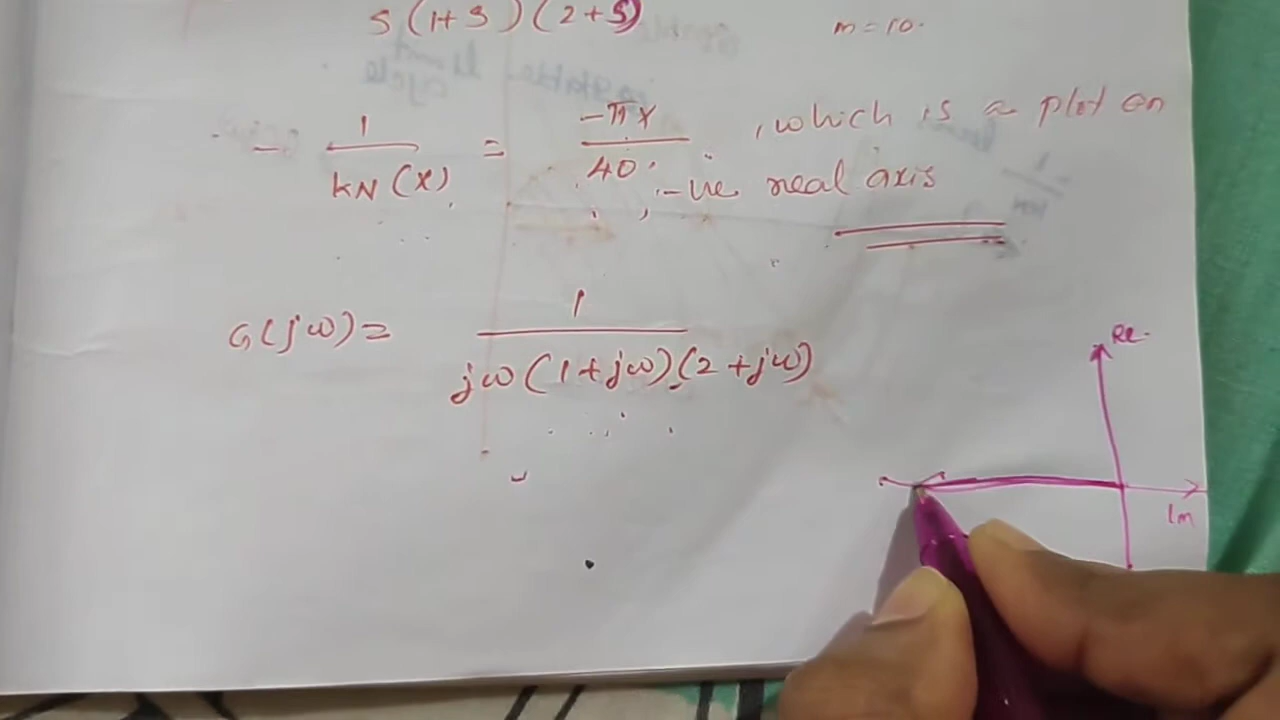 S(1+S)(2+S)
m=10.
- 1/KN(X) = -πX/40 , which is a plot on
-ve real axis
G(jω)= 1/jω(1+jω)(2+jω)
Re.
Im